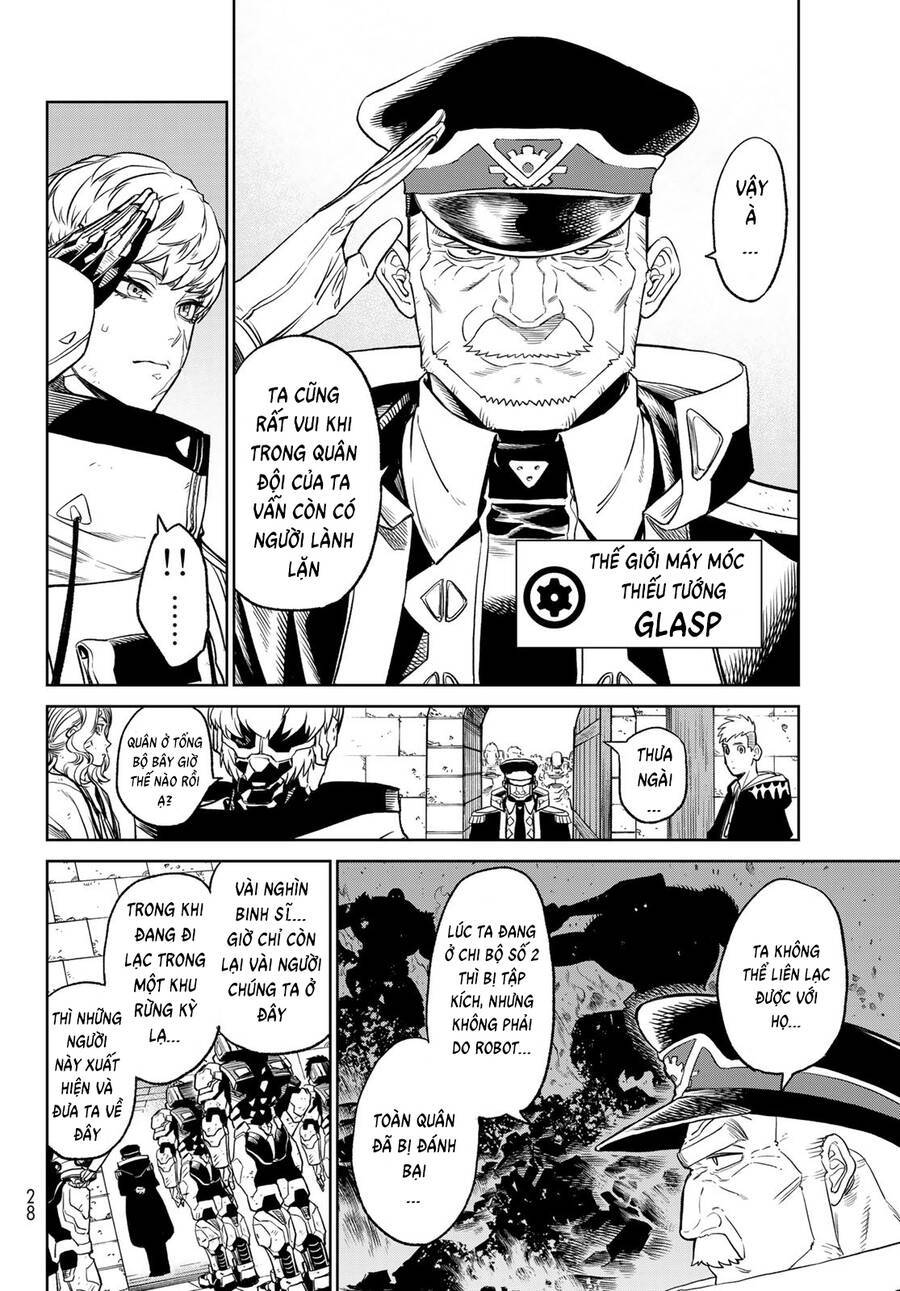 VẬY
À
...
TA CŨNG
RẤT VUI KHI
TRONG QUÂN
ĐỘI CỦA TA
VẪN CÒN CÓ
NGƯỜI LÀNH
LẶN
THẾ GIỚI MÁY MÓC
THIẾU TƯỚNG
GLASP
......!!
THƯA
NGÀI
...
QUÂN Ở TỔNG
BỘ BÂY GIỜ
THẾ NÀO RỒI
Ạ?
TA KHÔNG
THỂ LIÊN LẠC
ĐƯỢC VỚI
HỌ...
LÚC TA ĐANG
Ở CHI BỘ SỐ 2
THÌ BỊ TẬP
KÍCH, NHƯNG
KHÔNG PHẢI
DO ROBOT...
TOÀN QUÂN
ĐÃ BỊ ĐÁNH
BẠI
...
VÀI NGHÌN
BINH SĨ...
GIỜ CHỈ CÒN
LẠI VÀI NGƯỜI
CHÚNG TA Ở
ĐÂY
TRONG KHI
ĐANG ĐI
LẠC TRONG
MỘT KHU
RỪNG KỲ
LẠ...
THÌ NHỮNG
NGƯỜI
NÀY XUẤT
HIỆN VÀ
ĐƯA TA VỀ
ĐÂY
28